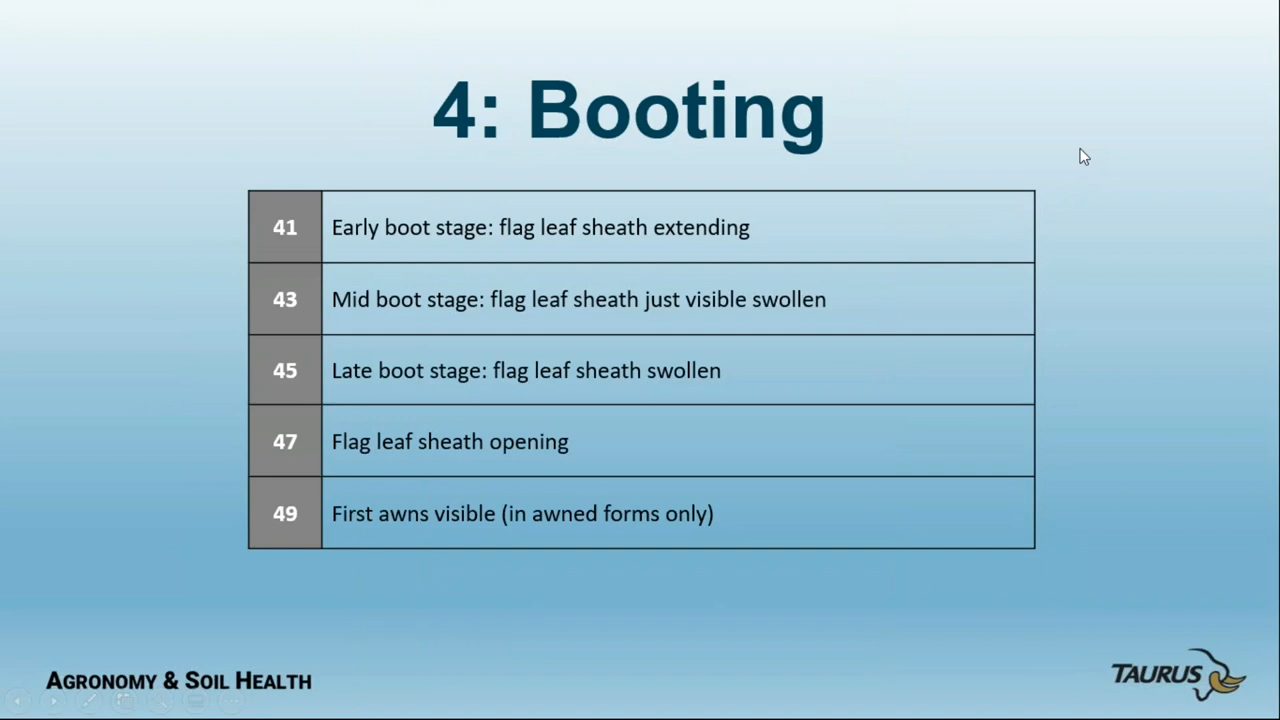 4: Booting
41 Early boot stage: flag leaf sheath extending
43 Mid boot stage: flag leaf sheath just visible swollen
45 Late boot stage: flag leaf sheath swollen
47 Flag leaf sheath opening
49 First awns visible (in awned forms only)
AGRONOMY & SOIL HEALTH
TAURUS